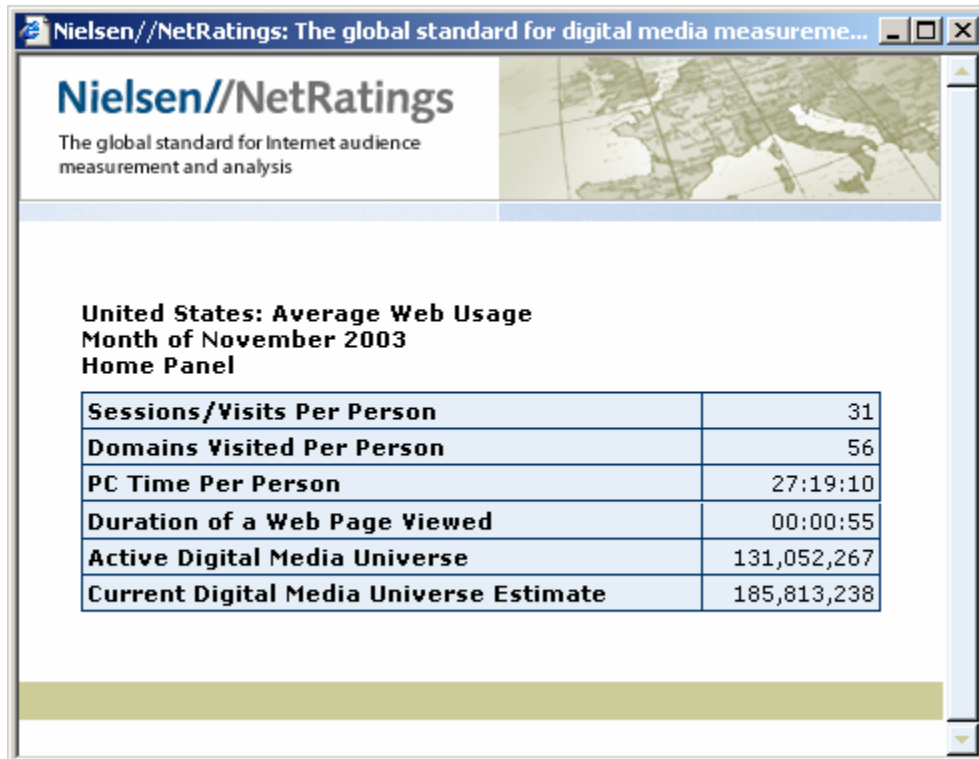 Nielsen//NetRatings: The global standard for digital media measureme...
Nielsen//NetRatings
The global standard for Internet audience
measurement and analysis
United States: Average Web Usage
Month of November 2003
Home Panel
Sessions/Visits Per Person 31
Domains Visited Per Person 56
PC Time Per Person 27:19:10
Duration of a Web Page Viewed 00:00:55
Active Digital Media Universe 131,052,267
Current Digital Media Universe Estimate 185,813,238